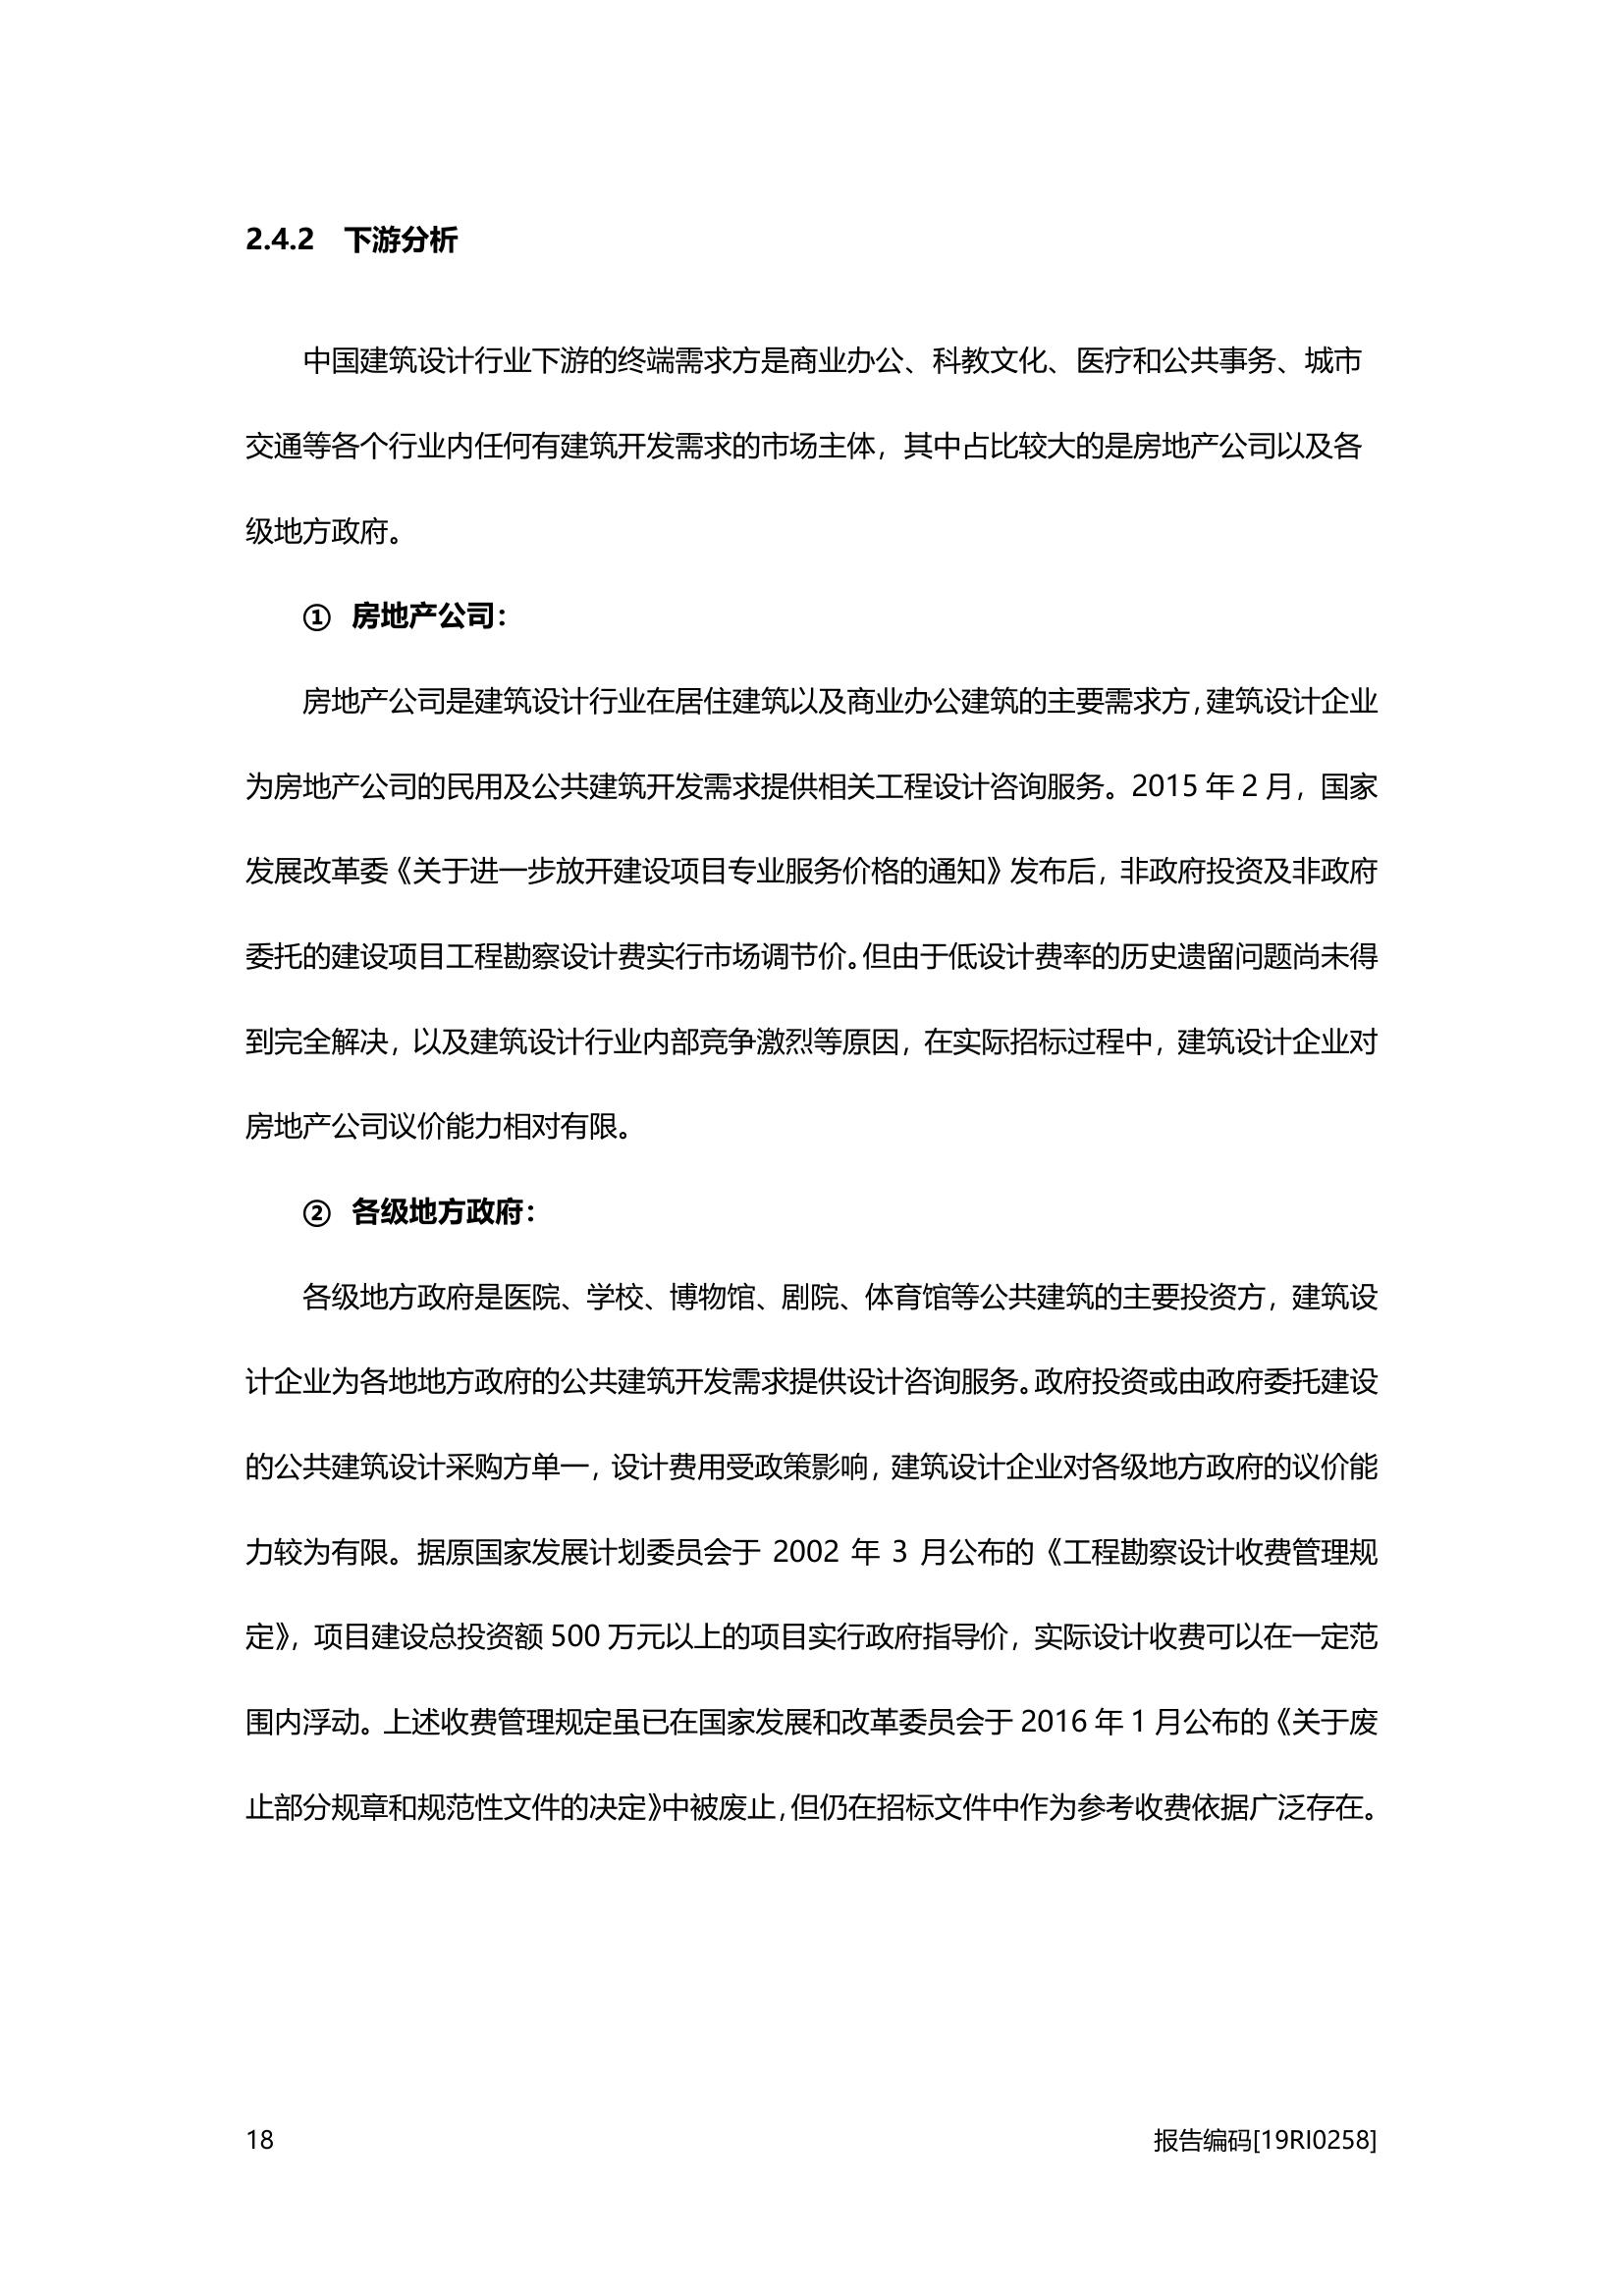 2.4.2 下游分析
中国建筑设计行业下游的终端需求方是商业办公、科教文化、医疗和公共事务、城市
交通等各个行业内任何有建筑开发需求的市场主体，其中占比较大的是房地产公司以及各
级地方政府。
① 房地产公司：
房地产公司是建筑设计行业在居住建筑以及商业办公建筑的主要需求方，建筑设计企业
为房地产公司的民用及公共建筑开发需求提供相关工程设计咨询服务。2015 年 2 月，国家
发展改革委《关于进一步放开建设项目专业服务价格的通知》发布后，非政府投资及非政府
委托的建设项目工程勘察设计费实行市场调节价。但由于低设计费率的历史遗留问题尚未得
到完全解决，以及建筑设计行业内部竞争激烈等原因，在实际招标过程中，建筑设计企业对
房地产公司议价能力相对有限。
② 各级地方政府：
各级地方政府是医院、学校、博物馆、剧院、体育馆等公共建筑的主要投资方，建筑设
计企业为各地地方政府的公共建筑开发需求提供设计咨询服务。政府投资或由政府委托建设
的公共建筑设计采购方单一，设计费用受政策影响，建筑设计企业对各级地方政府的议价能
力较为有限。据原国家发展计划委员会于 2002 年 3 月公布的《工程勘察设计收费管理规
定》，项目建设总投资额 500 万元以上的项目实行政府指导价，实际设计收费可以在一定范
围内浮动。上述收费管理规定虽已在国家发展和改革委员会于 2016 年 1 月公布的《关于废
止部分规章和规范性文件的决定》中被废止，但仍在招标文件中作为参考收费依据广泛存在。
18
报告编码[19RI0258]